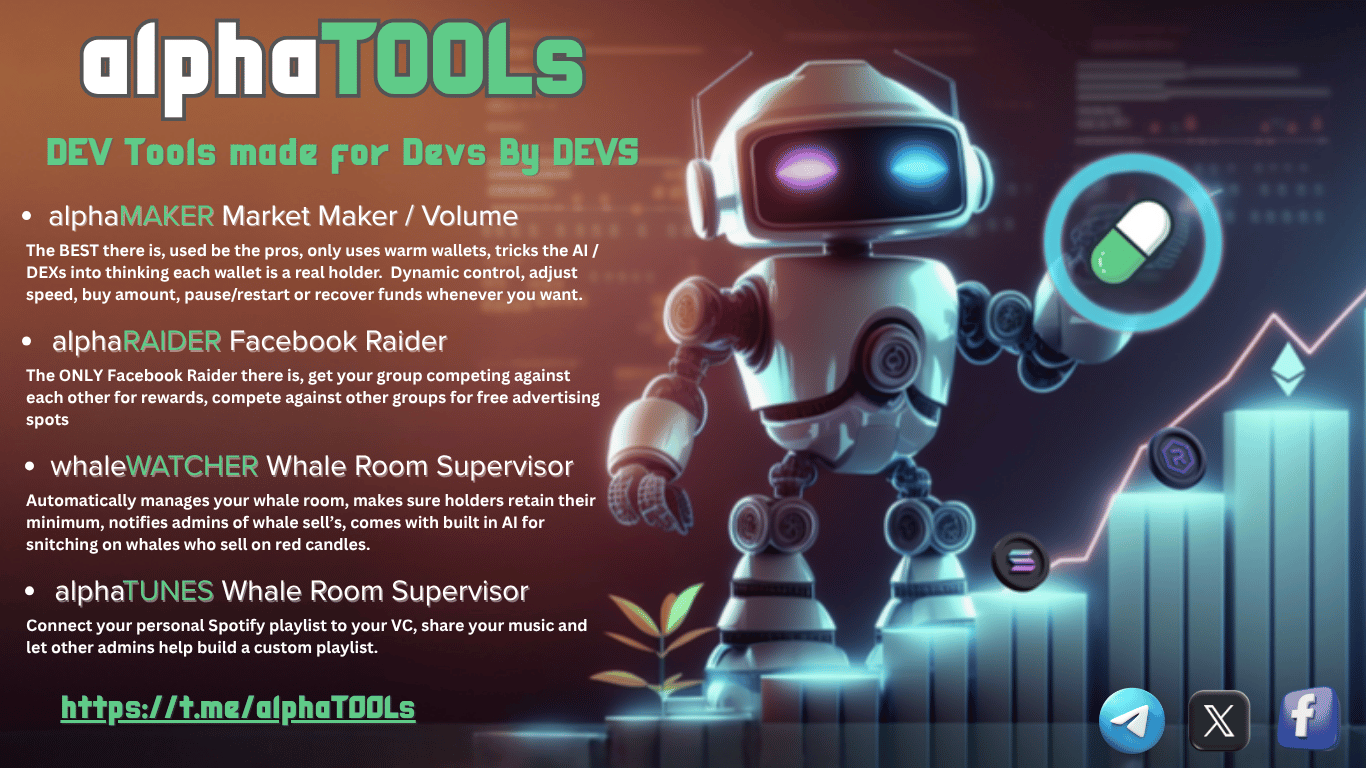 alphaTOOLs
DEV Tools made for Devs By DEVS
• alphaMAKER Market Maker / Volume
The BEST there is, used be the pros, only uses warm wallets, tricks the AI /
DEXs into thinking each wallet is a real holder.  Dynamic control, adjust
speed, buy amount, pause/restart or recover funds whenever you want.
• alphaRAIDER Facebook Raider
The ONLY Facebook Raider there is, get your group competing against
each other for rewards, compete against other groups for free advertising
spots
• whaleWATCHER Whale Room Supervisor
Automatically manages your whale room, makes sure holders retain their
minimum, notifies admins of whale sell’s, comes with built in AI for
snitching on whales who sell on red candles.
• alphaTUNES Whale Room Supervisor
Connect your personal Spotify playlist to your VC, share your music and
let other admins help build a custom playlist.
https://t.me/alphaTOOLs